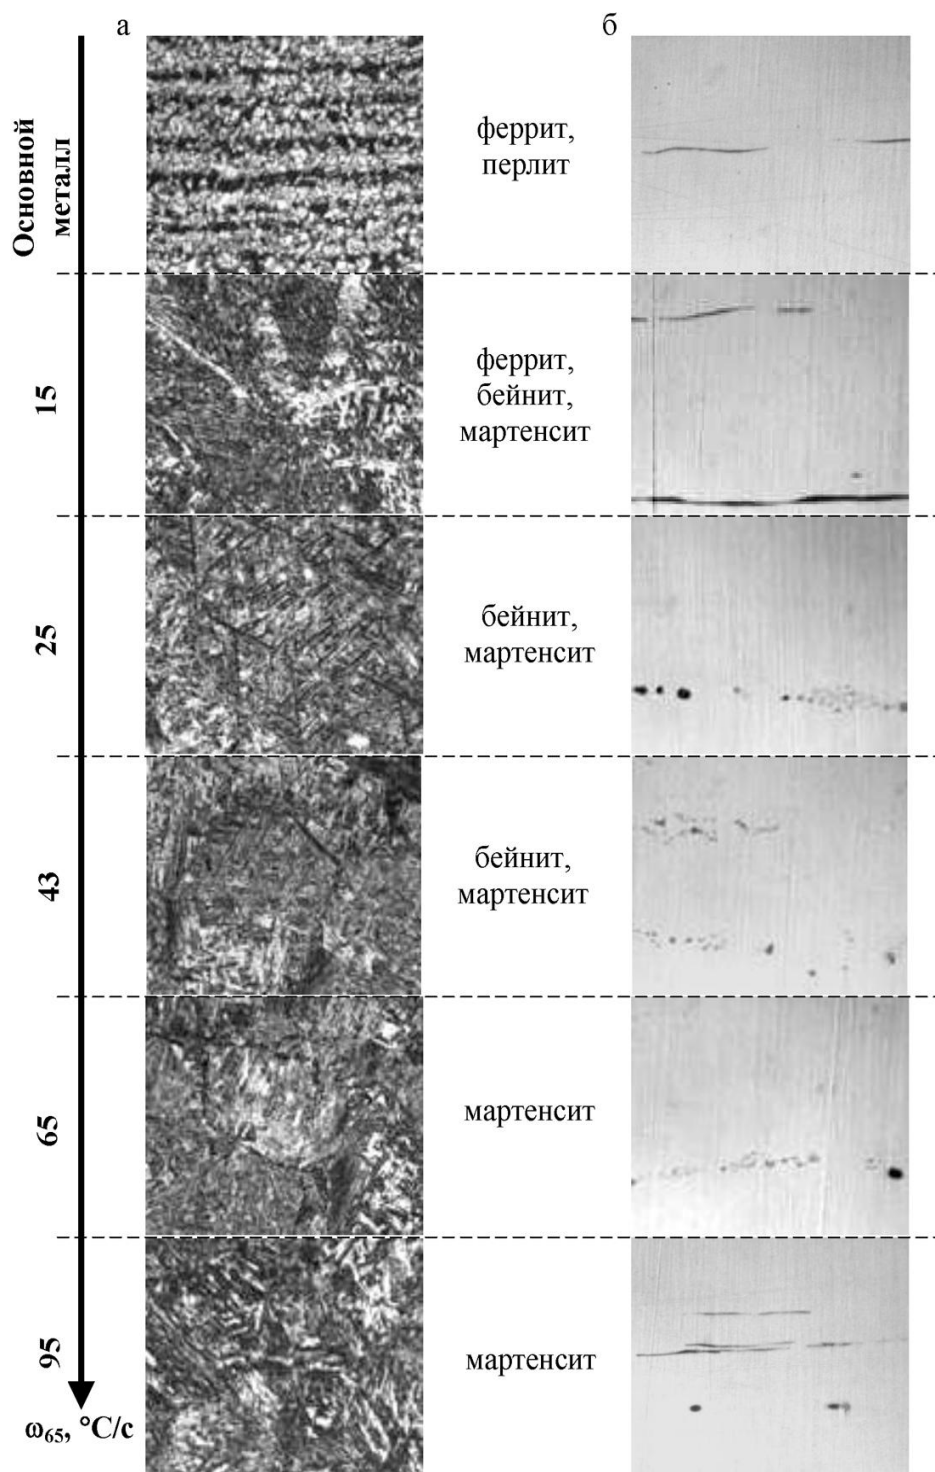 а
б
Основной
металл
феррит,
перлит
15
феррит,
бейнит,
мартенсит
25
бейнит,
мартенсит
43
бейнит,
мартенсит
65
мартенсит
95
мартенсит
ω₆₅, °С/с